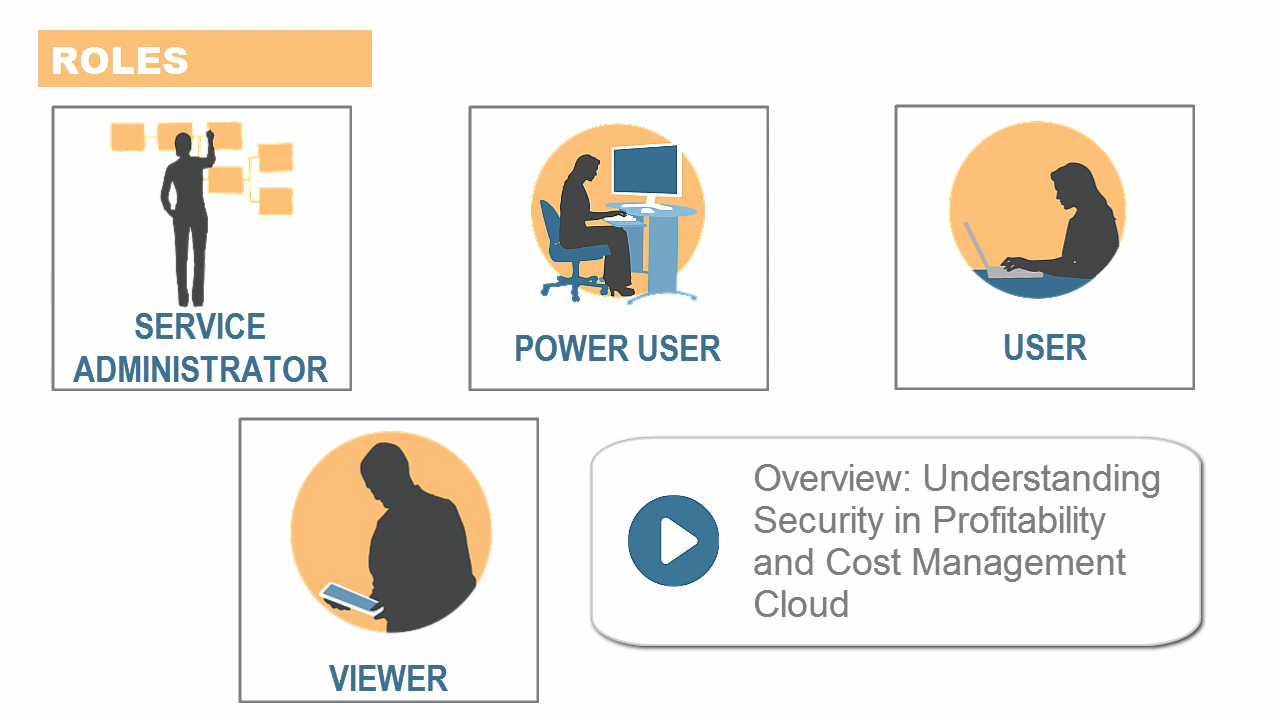 ROLES
SERVICE
ADMINISTRATOR
POWER USER
USER
VIEWER
Overview: Understanding
Security in Profitability
and Cost Management
Cloud